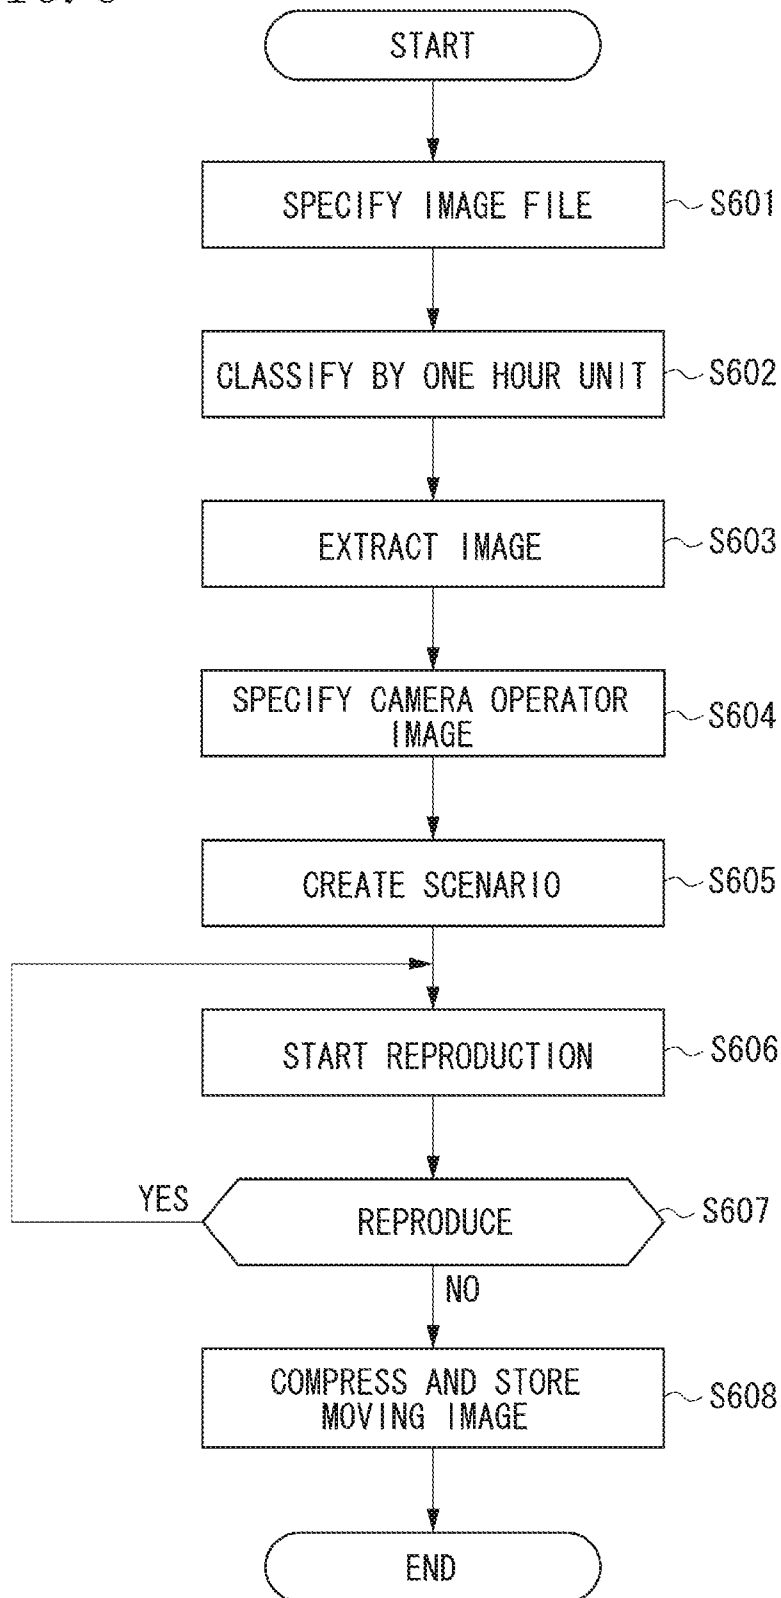 START
SPECIFY IMAGE FILE
S601
CLASSIFY BY ONE HOUR UNIT
S602
EXTRACT IMAGE
S603
SPECIFY CAMERA OPERATOR
IMAGE
S604
CREATE SCENARIO
S605
START REPRODUCTION
S606
YES
REPRODUCE
S607
NO
COMPRESS AND STORE
MOVING IMAGE
S608
END